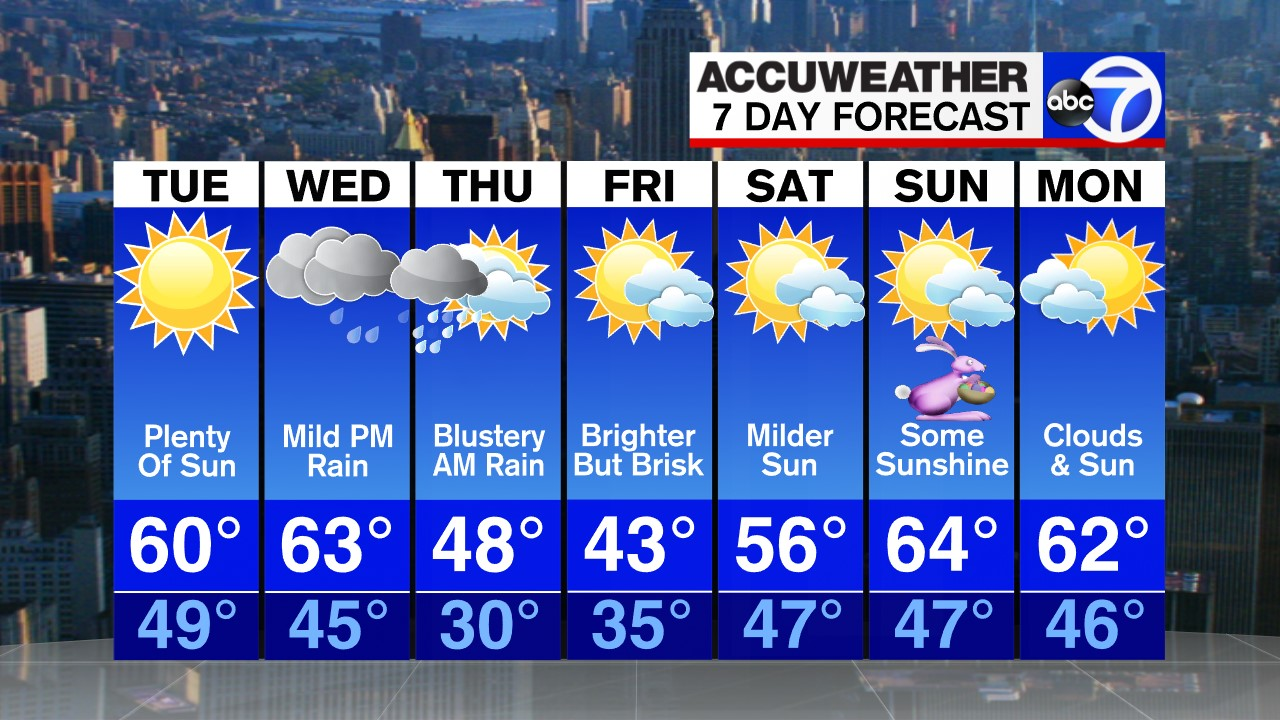 ACCUWEATHER
7 DAY FORECAST
abc 7
TUE WED THU FRI SAT SUN MON
Plenty Mild PM Blustery Brighter Milder Some Clouds
Of Sun Rain AM Rain But Brisk Sun Sunshine & Sun
60° 63° 48° 43° 56° 64° 62°
49° 45° 30° 35° 47° 47° 46°